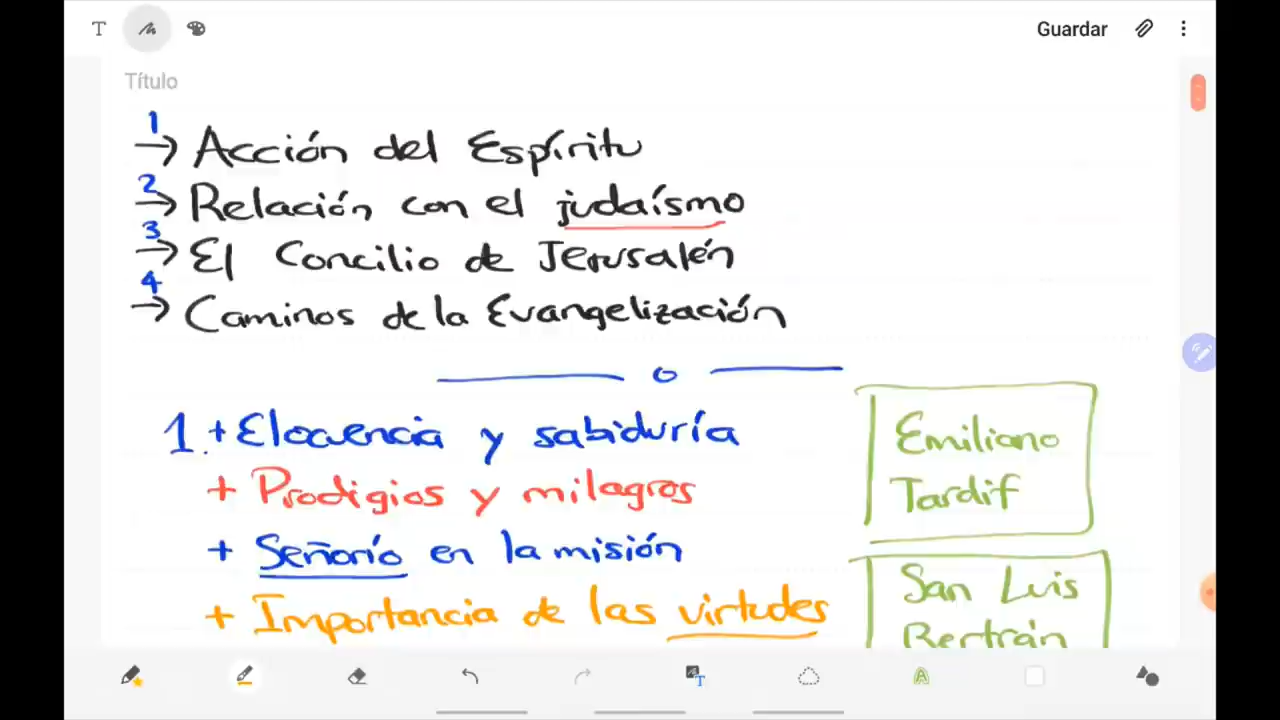 Guardar
Título
1 → Acción del Espíritu
2 → Relación con el judaísmo
3 → El Concilio de Jerusalén
4 → Caminos de la Evangelización
1. + Elocuencia y sabiduría
+ Prodigios y milagros
+ Señorío en la misión
+ Importancia de las virtudes
Emiliano
Tardif
San Luis
Bertrán